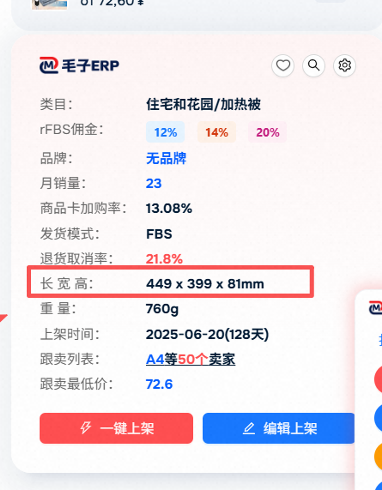 от 72,60 ¥
毛子ERP
类目： 住宅和花园/加热被
rFBS佣金： 12% 14% 20%
品牌： 无品牌
月销量： 23
商品卡加购率： 13.08%
发货模式： FBS
退货取消率： 21.8%
长 宽 高： 449 x 399 x 81mm
重 量： 760g
上架时间： 2025-06-20(128天)
跟卖列表： A4等50个卖家
跟卖最低价： 72.6
一键上架 编辑上架